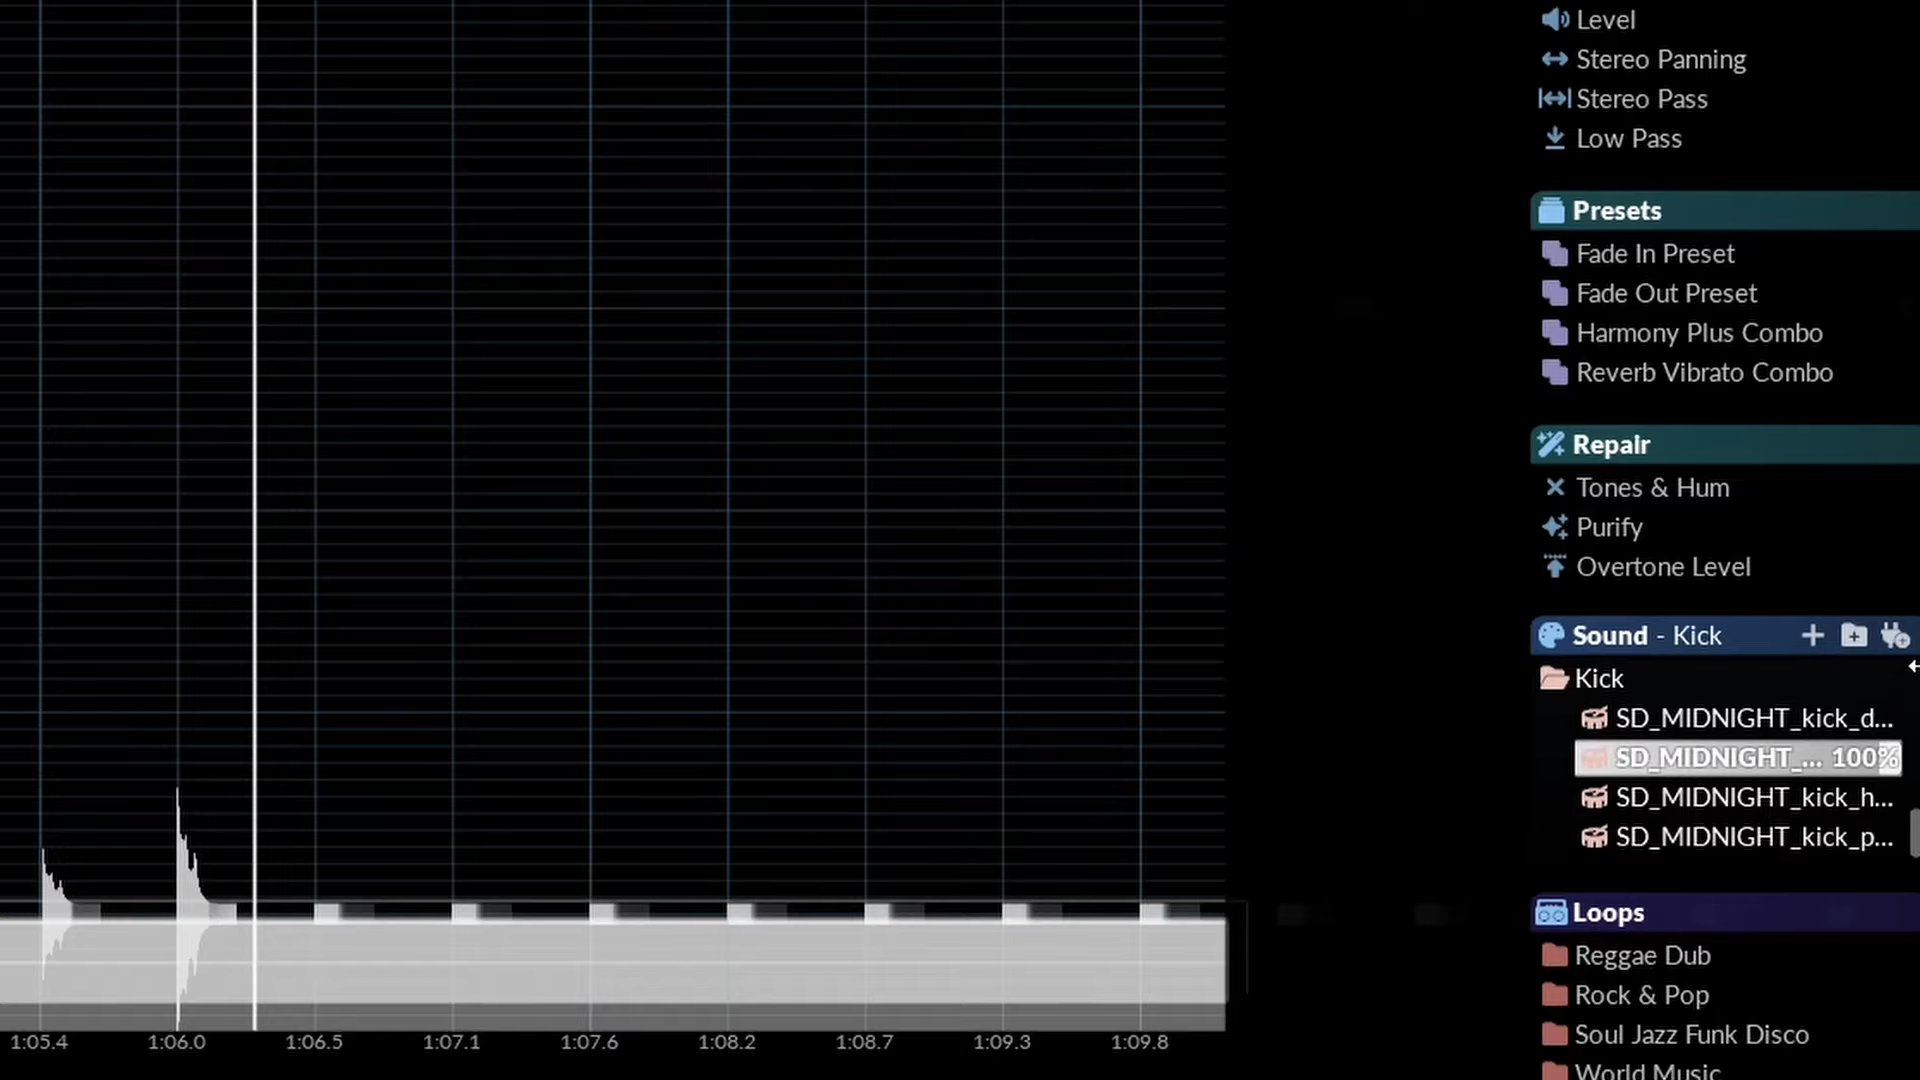 Level
Stereo Panning
Stereo Pass
Low Pass
Presets
Fade In Preset
Fade Out Preset
Harmony Plus Combo
Reverb Vibrato Combo
Repair
Tones & Hum
Purify
Overtone Level
Sound - Kick
Kick
SD_MIDNIGHT_kick_d...
SD_MIDNIGHT_... 100%
SD_MIDNIGHT_kick_h...
SD_MIDNIGHT_kick_p...
Loops
Reggae Dub
Rock & Pop
Soul Jazz Funk Disco
World Music
1:05.4 1:06.0 1:06.5 1:07.1 1:07.6 1:08.2 1:08.7 1:09.3 1:09.8